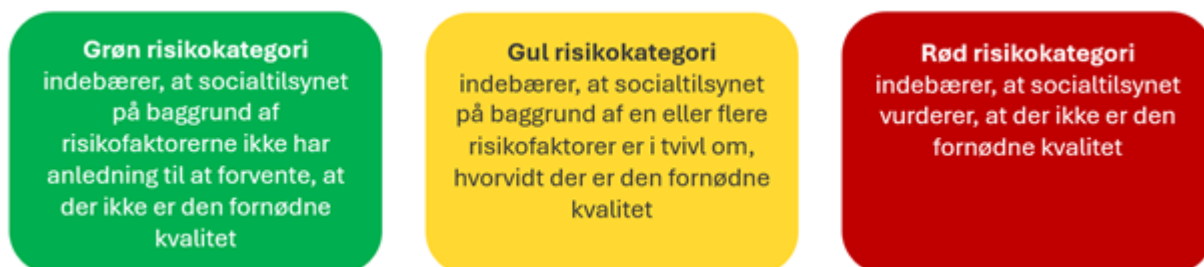 Grøn risikokategori
indebærer, at socialtilsynet
på baggrund af
risikofaktorerne ikke har
anledning til at forvente, at
der ikke er den fornødne
kvalitet
Gul risikokategori
indebærer, at socialtilsynet
på baggrund af en eller flere
risikofaktorer er i tvivl om,
hvorvidt der er den fornødne
kvalitet
Rød risikokategori
indebærer, at socialtilsynet
vurderer, at der ikke er den
fornødne kvalitet